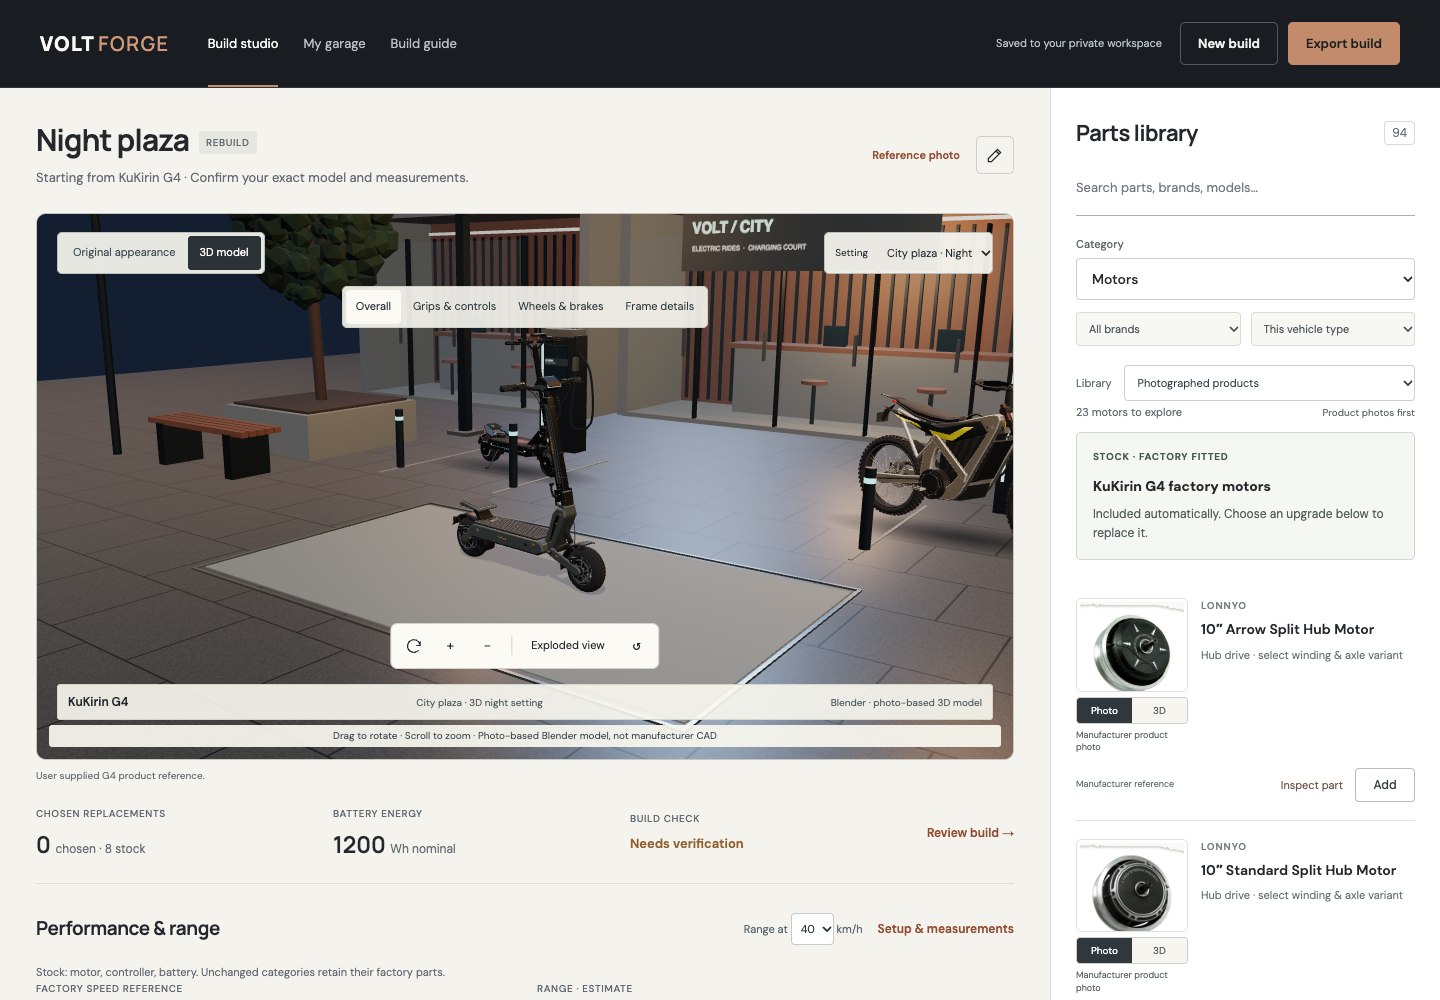 VOLTFORGE
Build studio
My garage
Build guide
Saved to your private workspace
New build
Export build
Night plaza
REBUILD
Starting from KuKirin G4 · Confirm your exact model and measurements.
Reference photo
Original appearance
3D model
VOLT / CITY
ELECTRIC RIDES · CHARGING COURT
Setting
City plaza · Night
Overall
Grips & controls
Wheels & brakes
Frame details
+
−
Exploded view
↺
KuKirin G4
City plaza · 3D night setting
Blender · photo-based 3D model
Drag to rotate · Scroll to zoom · Photo-based Blender model, not manufacturer CAD
User supplied G4 product reference.
CHOSEN REPLACEMENTS
0 chosen · 8 stock
BATTERY ENERGY
1200 Wh nominal
BUILD CHECK
Needs verification
Review build →
Performance & range
Range at 40 km/h
Setup & measurements
Stock: motor, controller, battery. Unchanged categories retain their factory parts.
FACTORY SPEED REFERENCE
RANGE · ESTIMATE
Parts library
94
Search parts, brands, models…
Category
Motors
All brands
This vehicle type
Library
Photographed products
23 motors to explore
Product photos first
STOCK · FACTORY FITTED
KuKirin G4 factory motors
Included automatically. Choose an upgrade below to
replace it.
LONNYO
10″ Arrow Split Hub Motor
Hub drive · select winding & axle variant
Photo
3D
Manufacturer product
photo
Manufacturer reference
Inspect part
Add
LONNYO
10″ Standard Split Hub Motor
Hub drive · select winding & axle variant
Photo
3D
Manufacturer product
photo